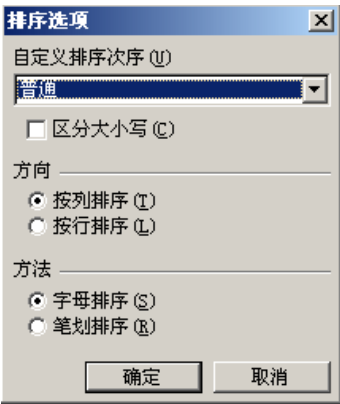 排序选项
自定义排序次序(U)
普通
区分大小写(C)
方向
按列排序(T)
按行排序(L)
方法
字母排序(S)
笔划排序(R)
确定 取消